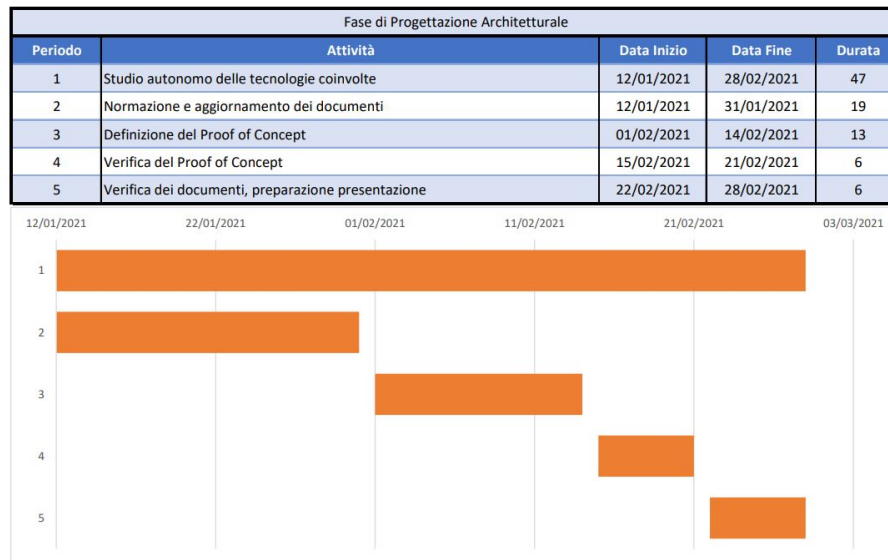 Fase di Progettazione Architetturale
Periodo Attività Data Inizio Data Fine Durata
1 Studio autonomo delle tecnologie coinvolte 12/01/2021 28/02/2021 47
2 Normazione e aggiornamento dei documenti 12/01/2021 31/01/2021 19
3 Definizione del Proof of Concept 01/02/2021 14/02/2021 13
4 Verifica del Proof of Concept 15/02/2021 21/02/2021 6
5 Verifica dei documenti, preparazione presentazione 22/02/2021 28/02/2021 6
12/01/2021 22/01/2021 01/02/2021 11/02/2021 21/02/2021 03/03/2021
1
2
3
4
5